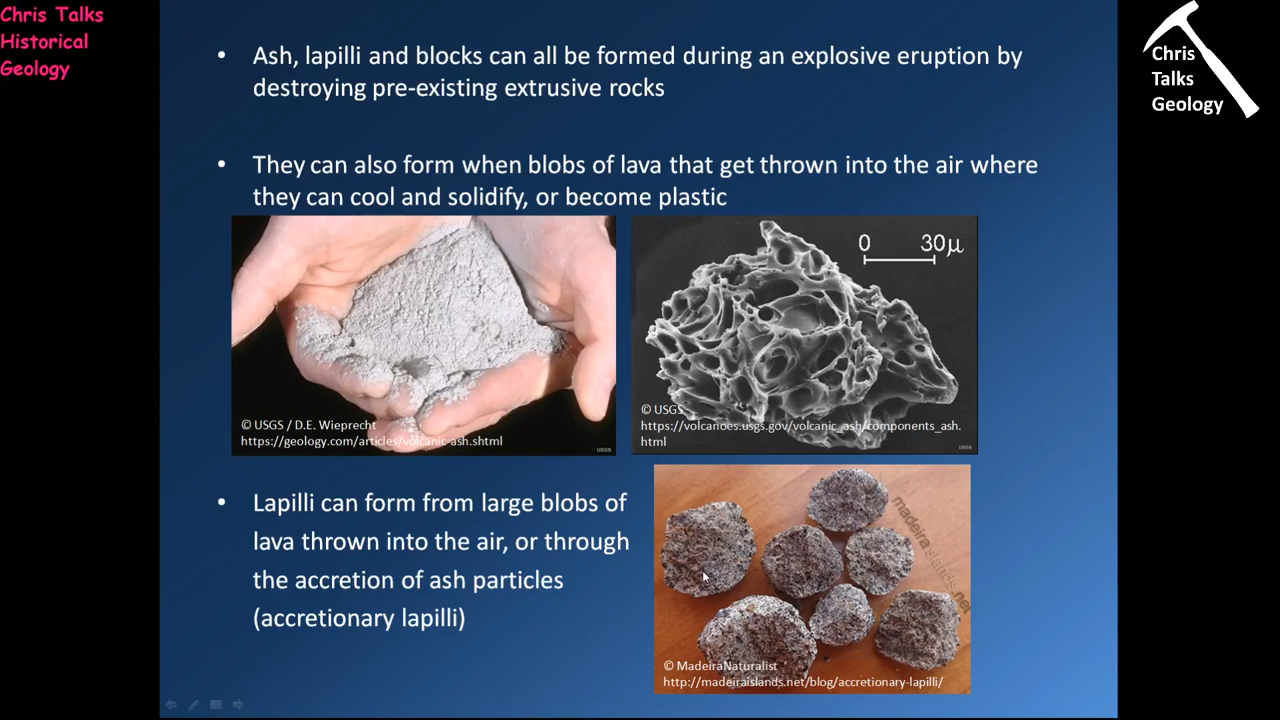 Chris Talks
Historical
Geology
Chris
Talks
Geology
• Ash, lapilli and blocks can all be formed during an explosive eruption by
destroying pre-existing extrusive rocks
• They can also form when blobs of lava that get thrown into the air where
they can cool and solidify, or become plastic
© USGS / D.E. Wieprecht
https://geology.com/articles/volcanic-ash.shtml
USGS
0 30μ
© USGS
https://volcanoes.usgs.gov/volcanic_ash/components_ash.
html
USGS
• Lapilli can form from large blobs of
lava thrown into the air, or through
the accretion of ash particles
(accretionary lapilli)
madeiraislands.net
© MadeiraNaturalist
http://madeiraislands.net/blog/accretionary-lapilli/